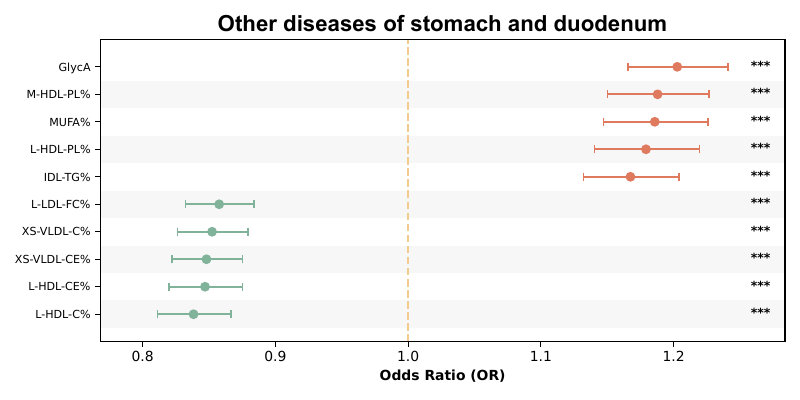 Other diseases of stomach and duodenum
GlycA ***
M-HDL-PL% ***
MUFA% ***
L-HDL-PL% ***
IDL-TG% ***
L-LDL-FC% ***
XS-VLDL-C% ***
XS-VLDL-CE% ***
L-HDL-CE% ***
L-HDL-C% ***
0.8 0.9 1.0 1.1 1.2
Odds Ratio (OR)